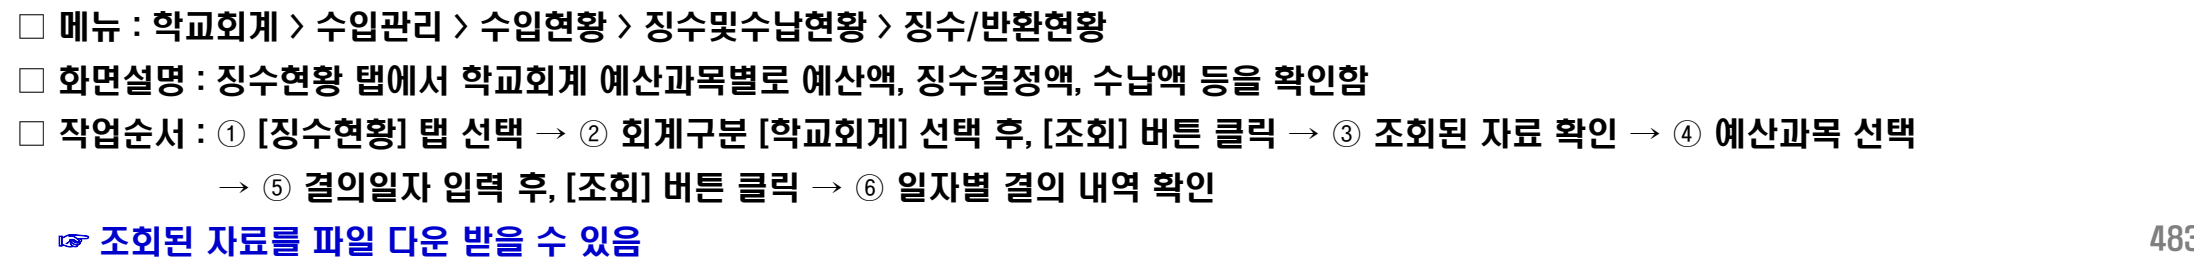 □ 메뉴 : 학교회계 > 수입관리 > 수입현황 > 징수및수납현황 > 징수/반환현황
□ 화면설명 : 징수현황 탭에서 학교회계 예산과목별로 예산액, 징수결정액, 수납액 등을 확인함
□ 작업순서 : ① [징수현황] 탭 선택 → ② 회계구분 [학교회계] 선택 후, [조회] 버튼 클릭 → ③ 조회된 자료 확인 → ④ 예산과목 선택
→ ⑤ 결의일자 입력 후, [조회] 버튼 클릭 → ⑥ 일자별 결의 내역 확인
☞ 조회된 자료를 파일 다운 받을 수 있음
483